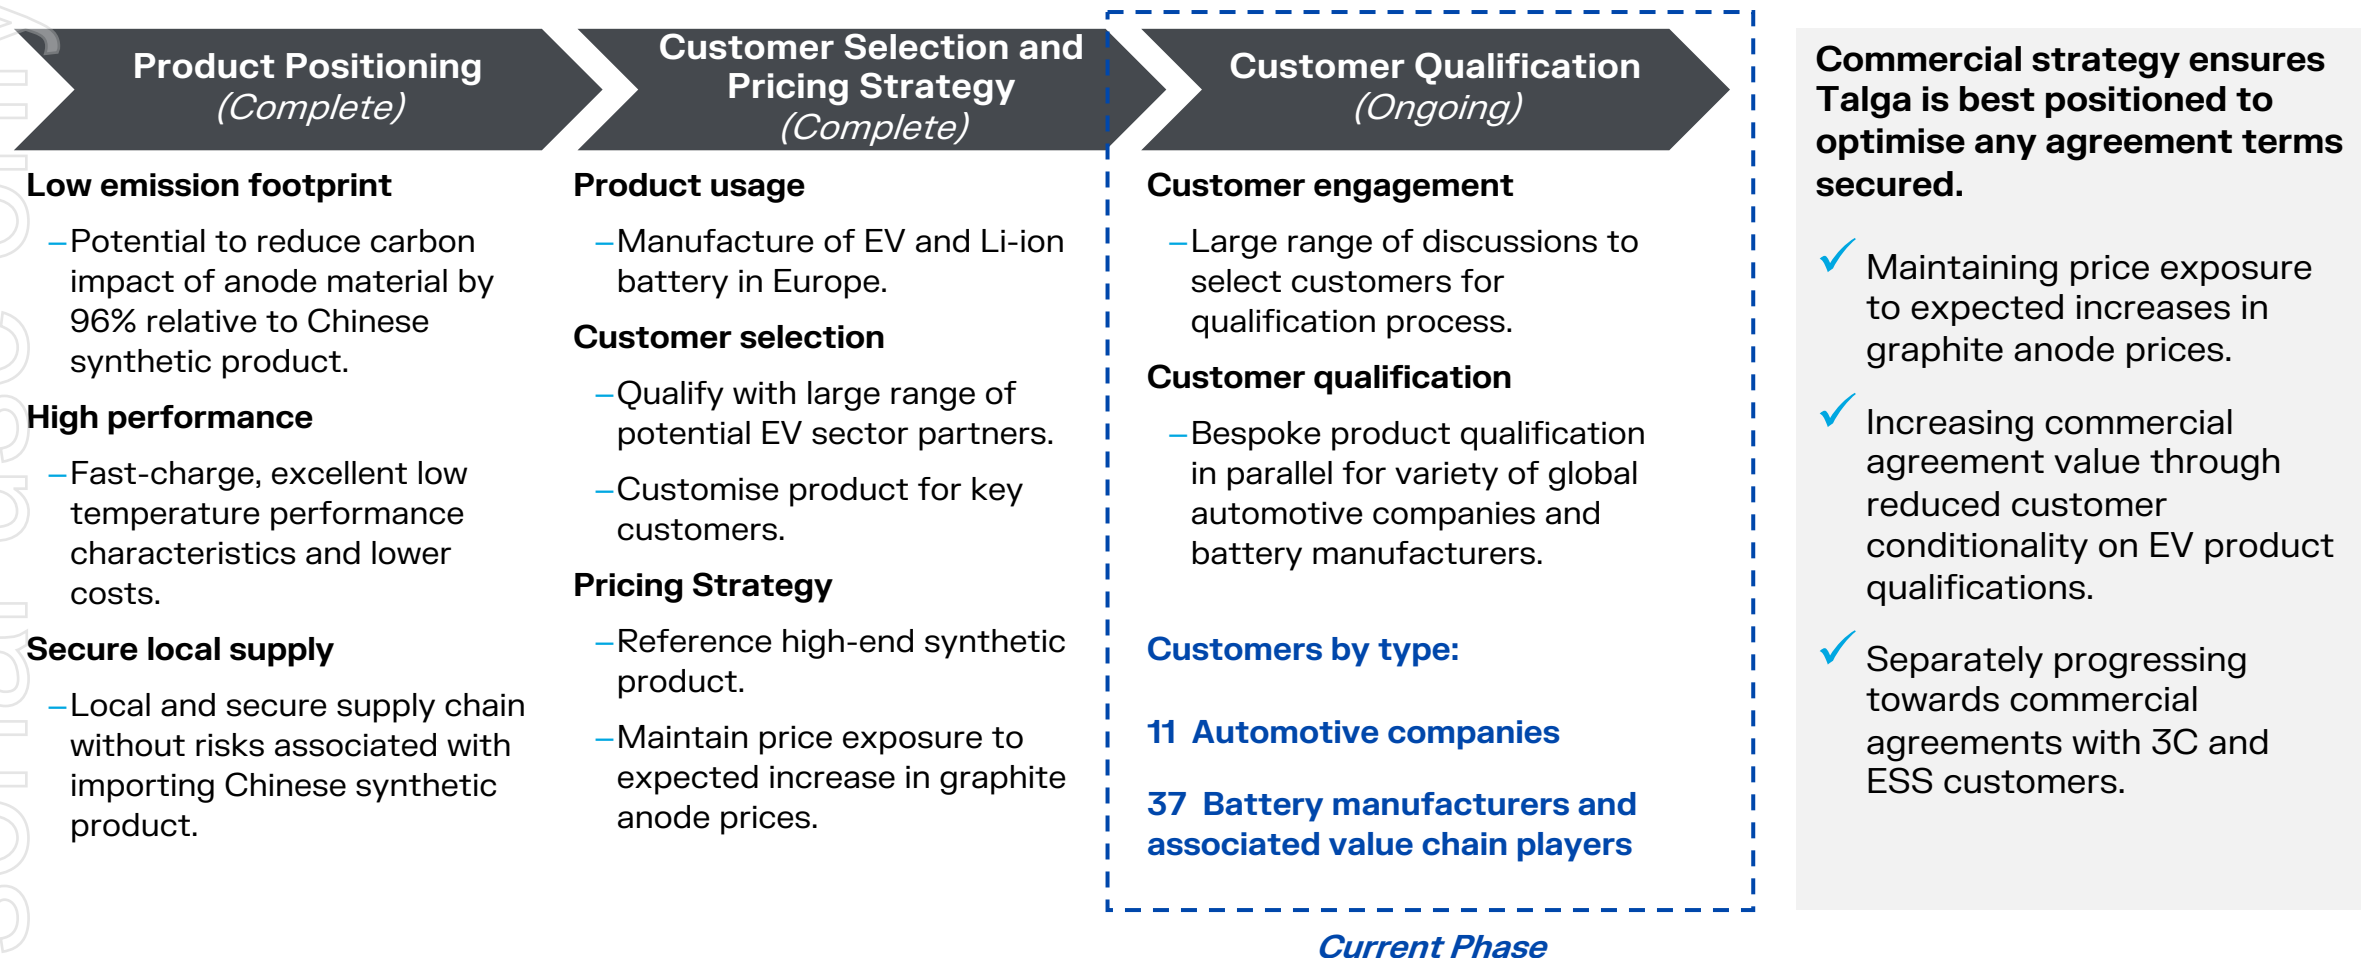 Product Positioning
(Complete)
Low emission footprint
–Potential to reduce carbon
impact of anode material by
96% relative to Chinese
synthetic product.
High performance
–Fast-charge, excellent low
temperature performance
characteristics and lower
costs.
Secure local supply
–Local and secure supply chain
without risks associated with
importing Chinese synthetic
product.
Customer Selection and
Pricing Strategy
(Complete)
Product usage
–Manufacture of EV and Li-ion
battery in Europe.
Customer selection
–Qualify with large range of
potential EV sector partners.
–Customise product for key
customers.
Pricing Strategy
–Reference high-end synthetic
product.
–Maintain price exposure to
expected increase in graphite
anode prices.
Customer Qualification
(Ongoing)
Customer engagement
–Large range of discussions to
select customers for
qualification process.
Customer qualification
–Bespoke product qualification
in parallel for variety of global
automotive companies and
battery manufacturers.
Customers by type:
11 Automotive companies
37 Battery manufacturers and
associated value chain players
Current Phase
Commercial strategy ensures
Talga is best positioned to
optimise any agreement terms
secured.
✓ Maintaining price exposure
to expected increases in
graphite anode prices.
✓ Increasing commercial
agreement value through
reduced customer
conditionality on EV product
qualifications.
✓ Separately progressing
towards commercial
agreements with 3C and
ESS customers.